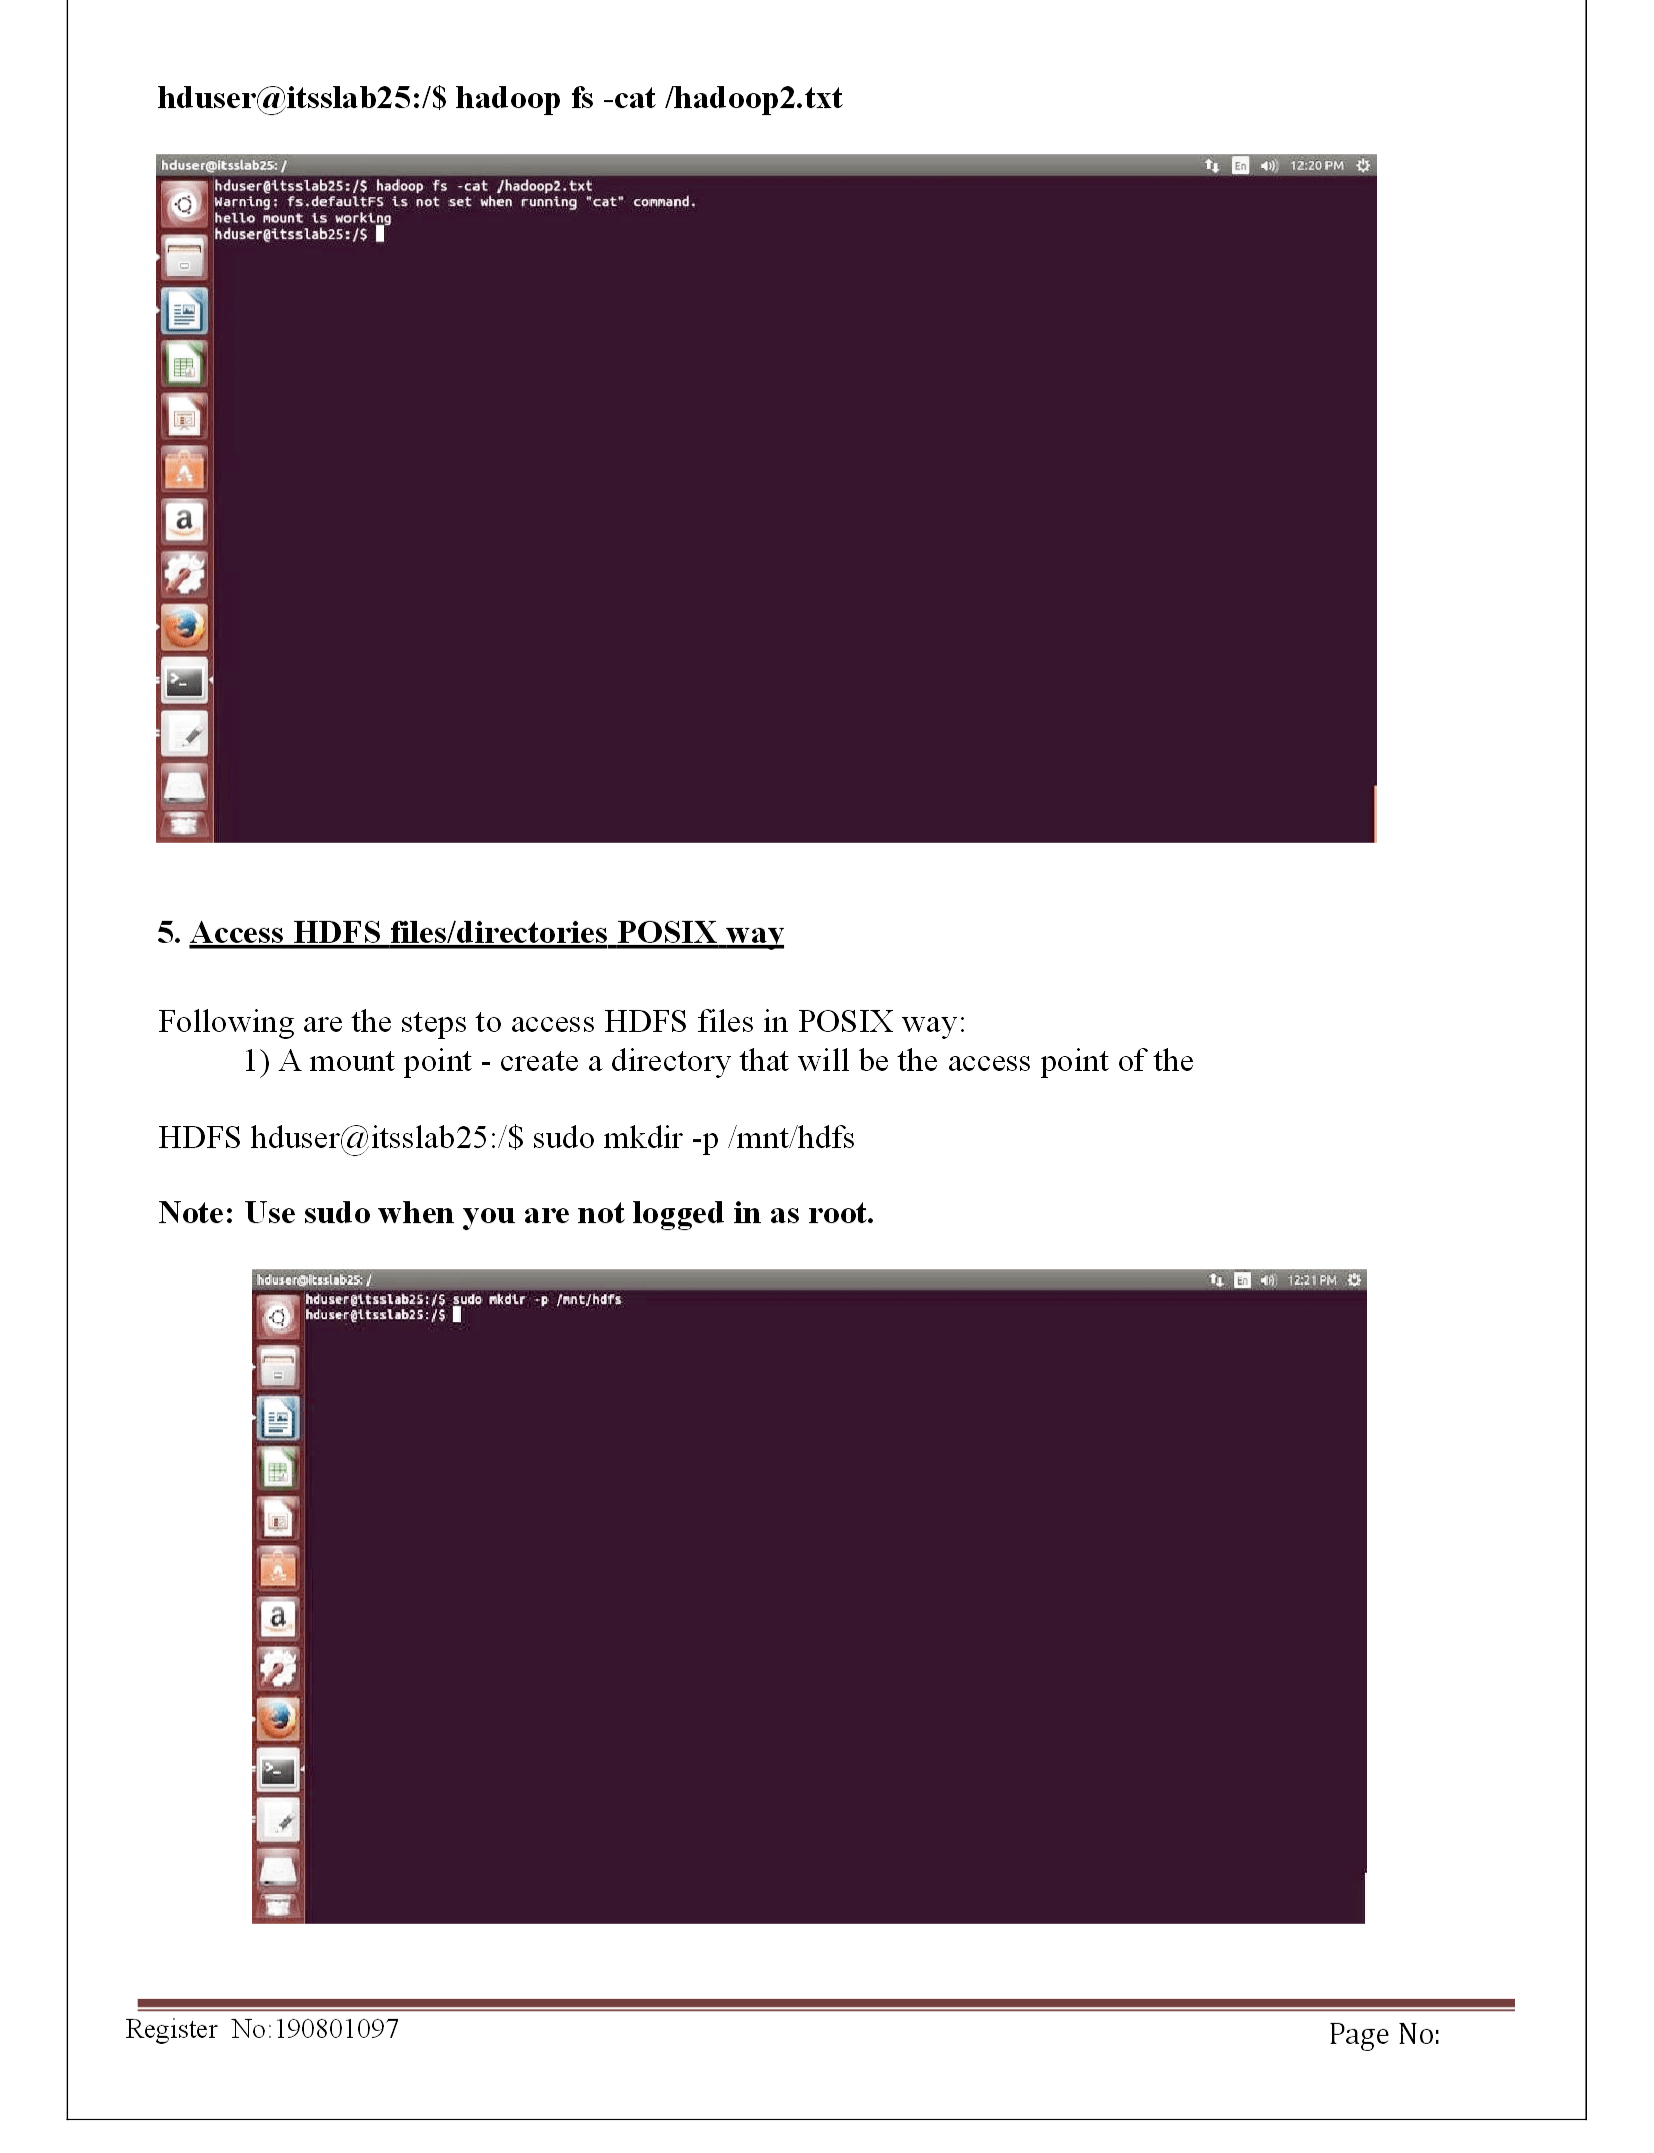 hduser@itsslab25:/$ hadoop fs -cat /hadoop2.txt
hduser@itsslab25: / En 12:20 PM
hduser@itsslab25:/$ hadoop fs -cat /hadoop2.txt
Warning: fs.defaultFS is not set when running "cat" command.
hello mount is working
hduser@itsslab25:/$
a
5. Access HDFS files/directories POSIX way
Following are the steps to access HDFS files in POSIX way:
1) A mount point - create a directory that will be the access point of the
HDFS hduser@itsslab25:/$ sudo mkdir -p /mnt/hdfs
Note: Use sudo when you are not logged in as root.
hduser@itsslab25: / En 12:21 PM
hduser@itsslab25:/$ sudo mkdir -p /mnt/hdfs
hduser@itsslab25:/$
a
Register No:190801097
Page No: